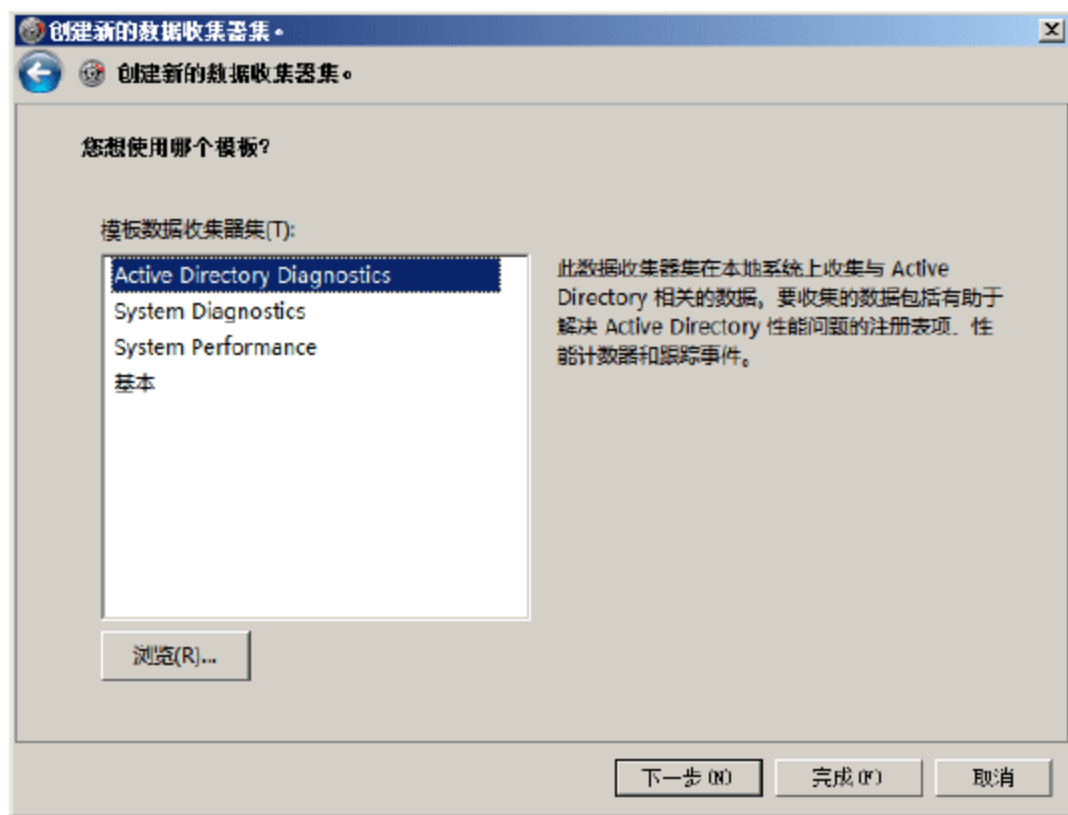 创建新的数据收集器集。
创建新的数据收集器集。
您想使用哪个模板?
模板数据收集器集(T):
Active Directory Diagnostics
System Diagnostics
System Performance
基本
此数据收集器集在本地系统上收集与 Active
Directory 相关的数据，要收集的数据包括有助于
解决 Active Directory 性能问题的注册表项、性
能计数器和跟踪事件。
浏览(R)...
下一步(N)
完成(F)
取消